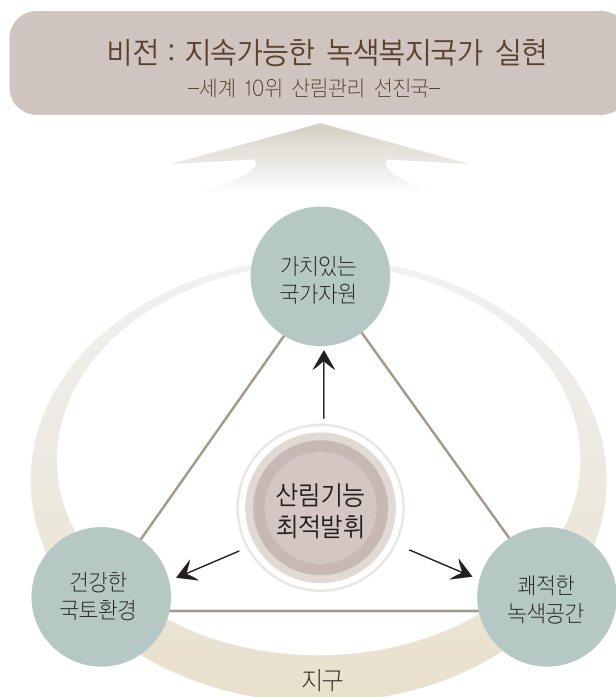 비전 : 지속가능한 녹색복지국가 실현
-세계 10위 산림관리 선진국-
가치있는
국가자원
산림기능
최적발휘
건강한
국토환경
쾌적한
녹색공간
지구